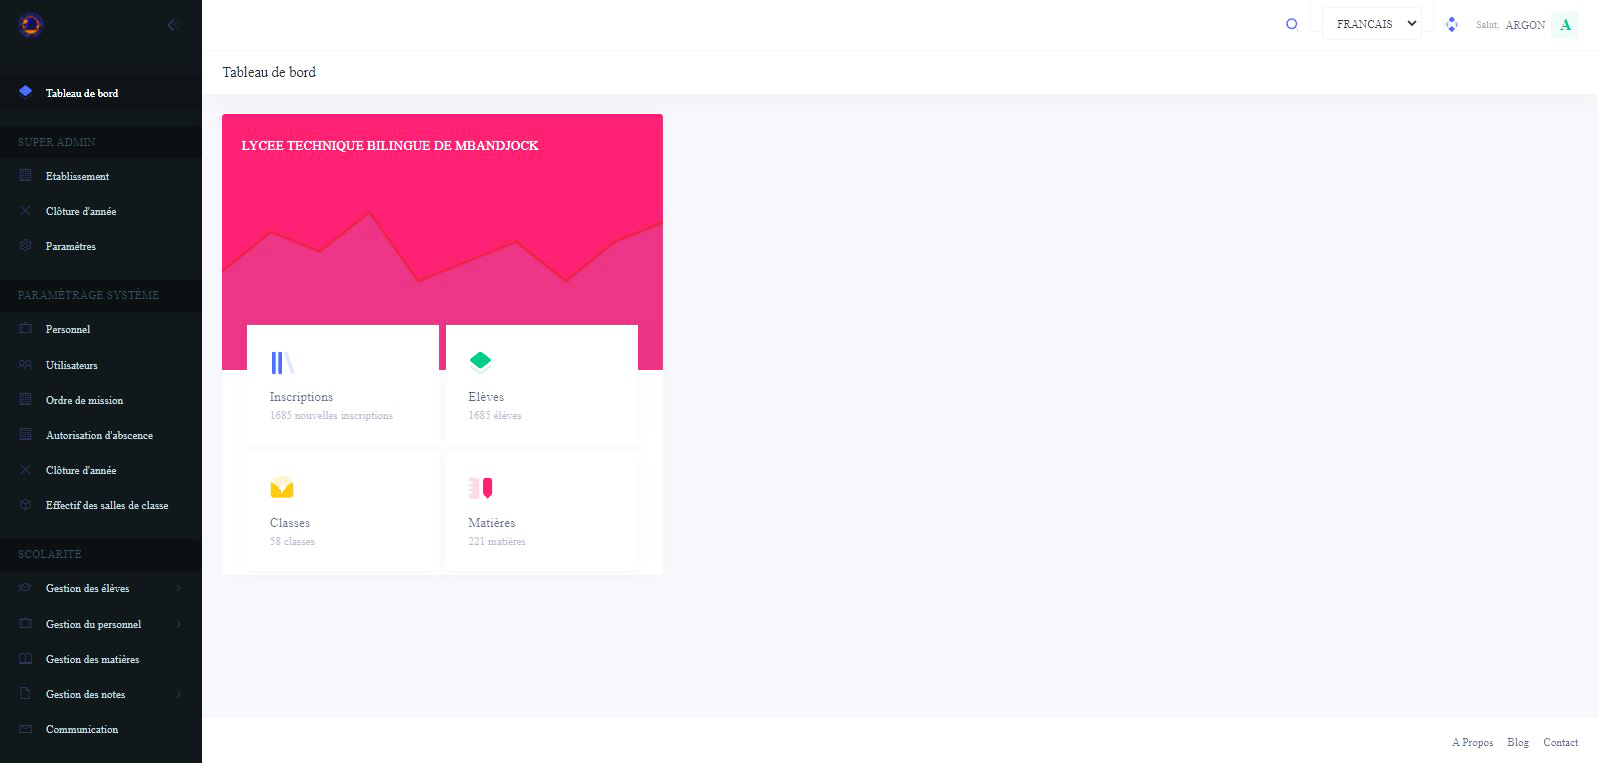 FRANCAIS
Salut, ARGON A
Tableau de bord
Tableau de bord
SUPER ADMIN
Etablissement
Clôture d'année
Paramètres
PARAMÉTRAGE SYSTÈME
Personnel
Utilisateurs
Ordre de mission
Autorisation d'abscence
Clôture d'année
Effectif des salles de classe
SCOLARITÉ
Gestion des élèves
Gestion du personnel
Gestion des matières
Gestion des notes
Communication
LYCEE TECHNIQUE BILINGUE DE MBANDJOCK
Inscriptions
1685 nouvelles inscriptions
Elèves
1685 élèves
Classes
58 classes
Matières
221 matières
A Propos Blog Contact